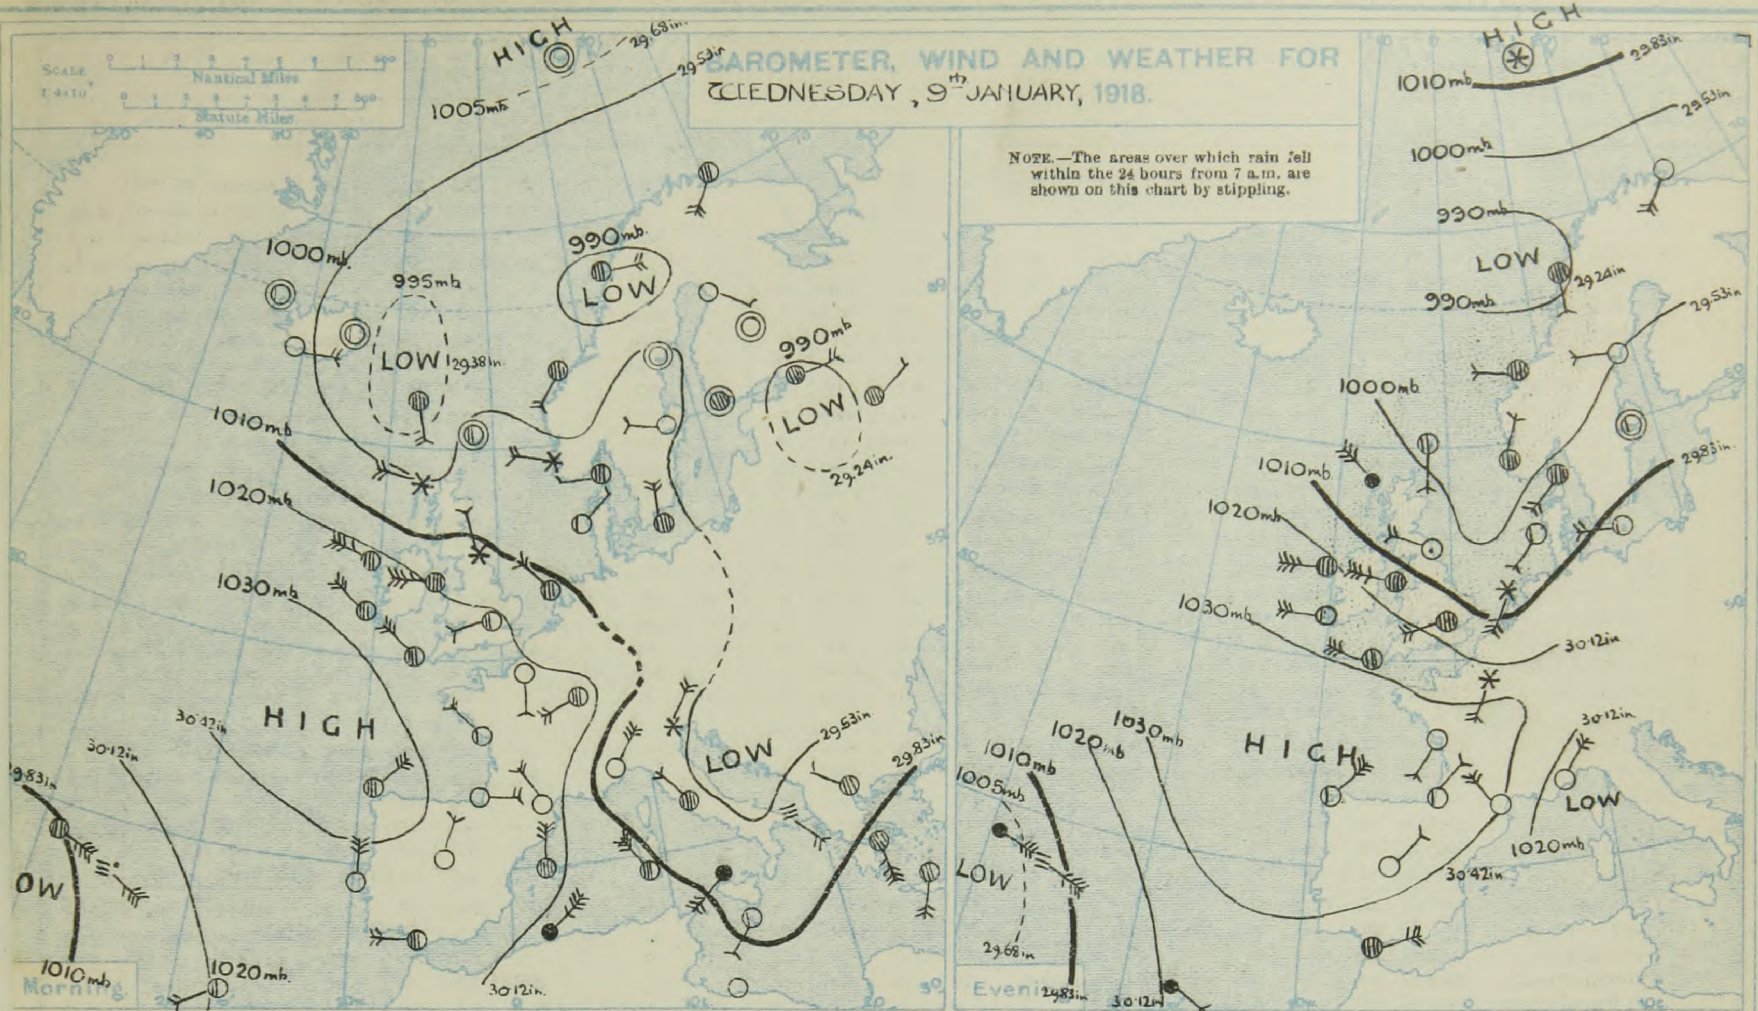 BAROMETER, WIND AND WEATHER FOR
WEDNESDAY, 9TH JANUARY, 1918.
NOTE.—The areas over which rain fell
within the 24 hours from 7 a.m. are
shown on this chart by stippling.
SCALE
Nautical Miles
Statute Miles
HIGH
29.68in.
29.53in
1005mb
1000mb.
990mb.
LOW
995mb
LOW
29.38in.
990mb
LOW
29.24in.
1010mb
1020mb
1030mb
HIGH
30.42in
30.12in
29.83in
OW
1010mb
1020mb.
30.12in.
LOW
29.53in
29.83in
Morning.
HIGH
29.83in
1010mb
29.53in
1000mb
990mb
LOW
29.24in
990mb
29.53in
1000mb
1010mb
29.83in.
1020mb
1030mb
30.12in
HIGH
1030mb
1020mb
1010mb
1005mb
LOW
29.68in
29.83in
30.12in
30.42in
30.12in
LOW
1020mb
Eveni